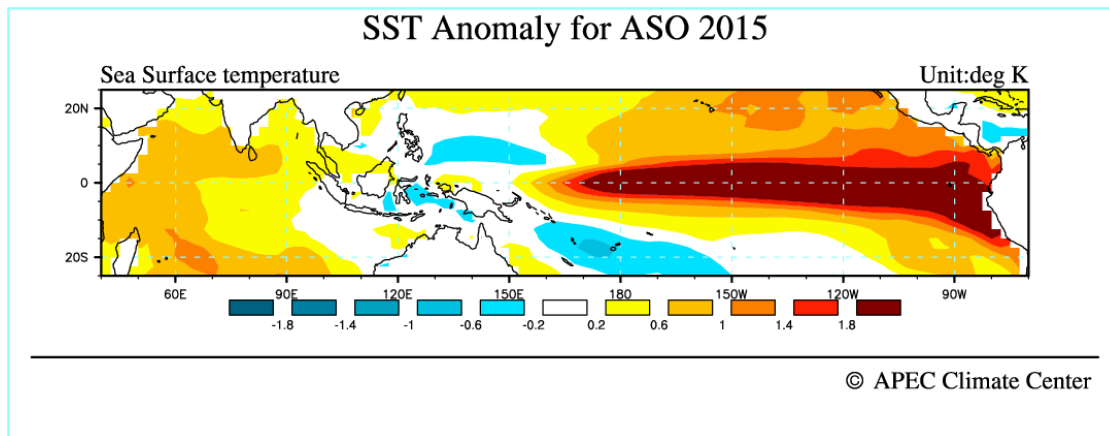 SST Anomaly for ASO 2015
Sea Surface temperature Unit:deg K
20N
0
20S
60E 90E 120E 150E 180 150W 120W 90W
-1.8 -1.4 -1 -0.6 -0.2 0.2 0.6 1 1.4 1.8
© APEC Climate Center